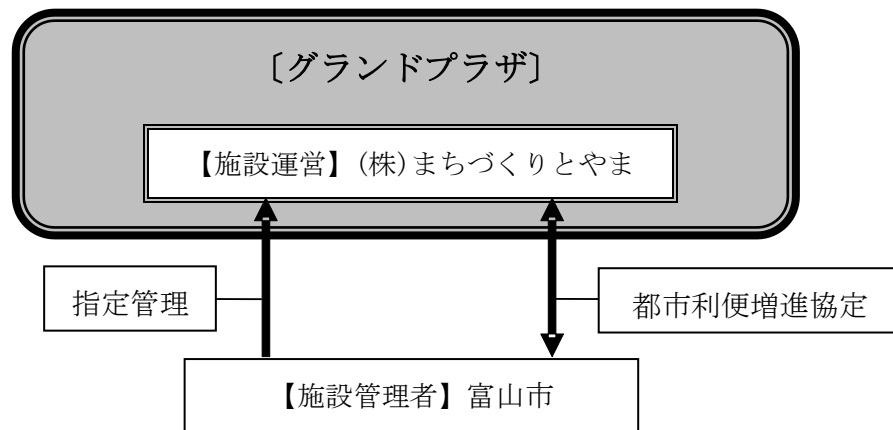 〔グランドプラザ〕
【施設運営】(株)まちづくりとやま
指定管理
都市利便増進協定
【施設管理者】富山市